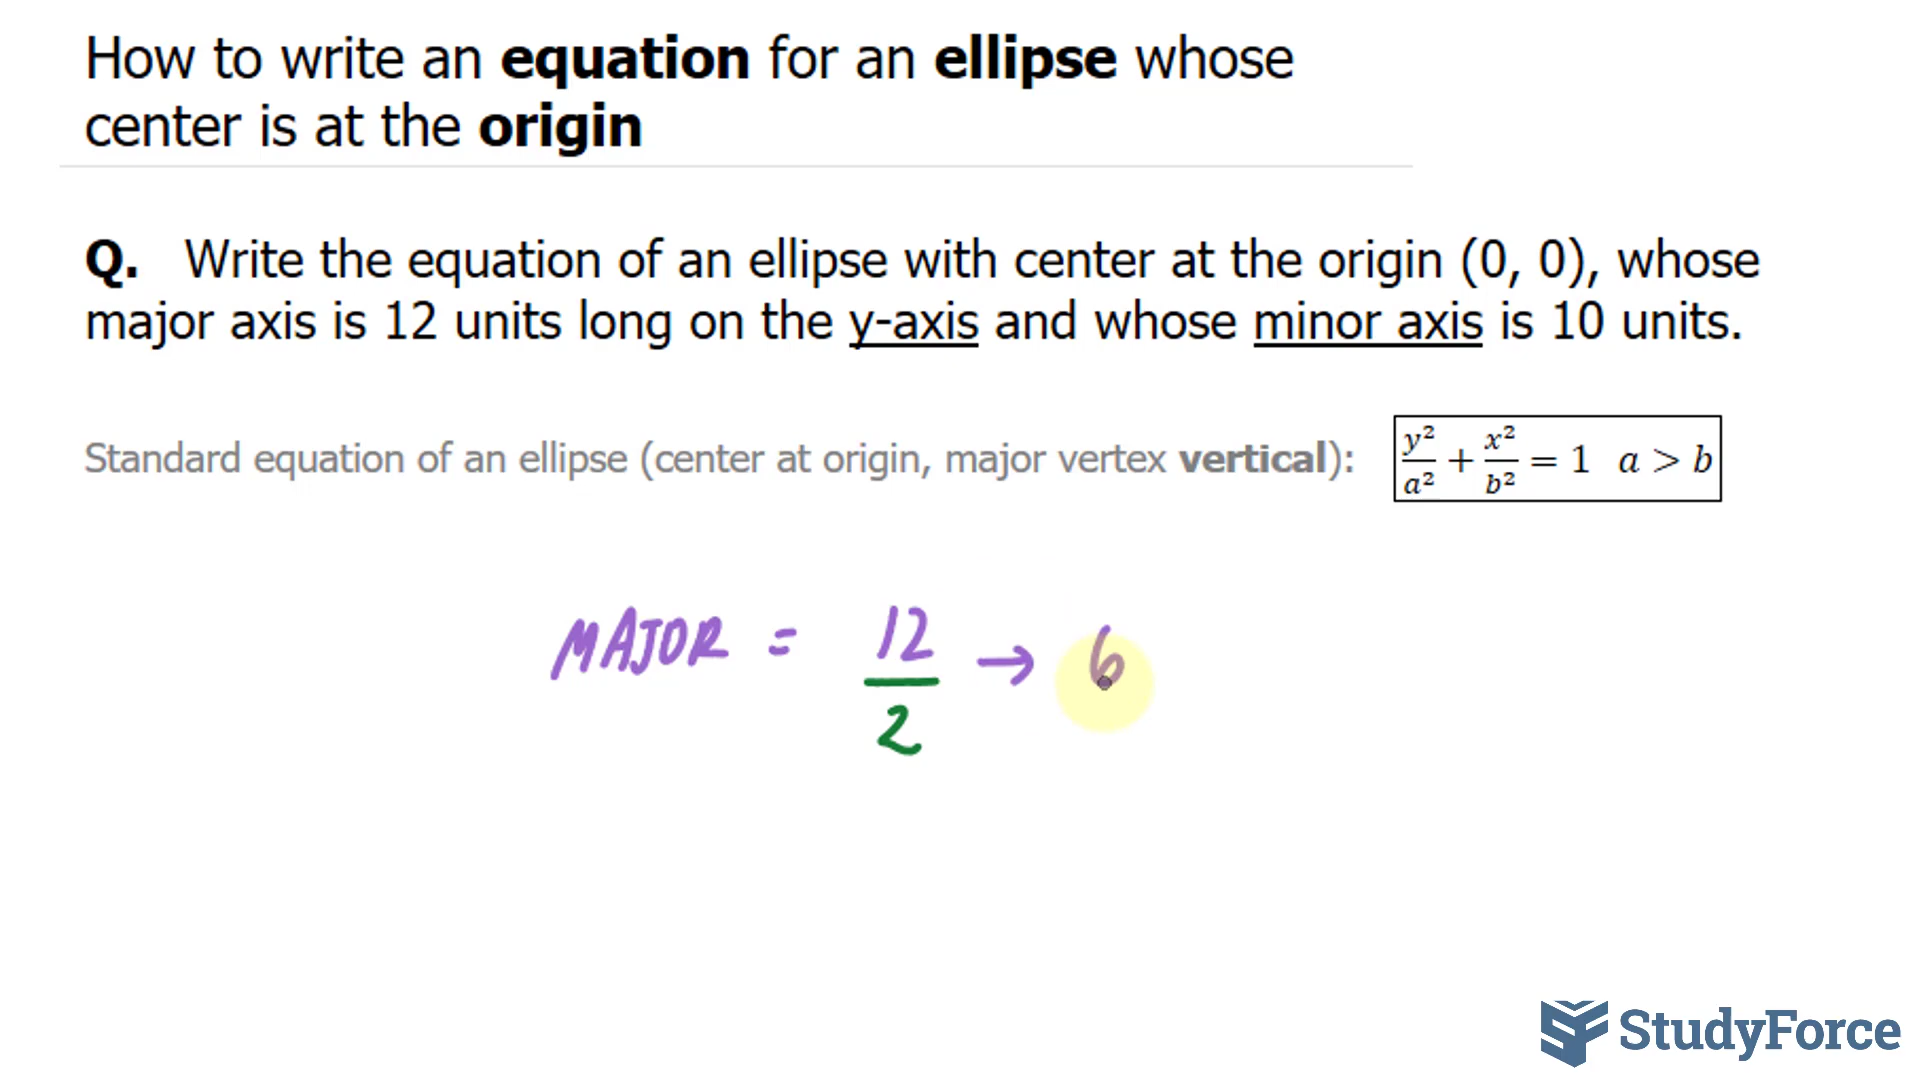 How to write an equation for an ellipse whose
center is at the origin
Q. Write the equation of an ellipse with center at the origin (0, 0), whose
major axis is 12 units long on the y-axis and whose minor axis is 10 units.
Standard equation of an ellipse (center at origin, major vertex vertical): y²/a² + x²/b² = 1 a > b
MAJOR = 12/2 → 6
StudyForce